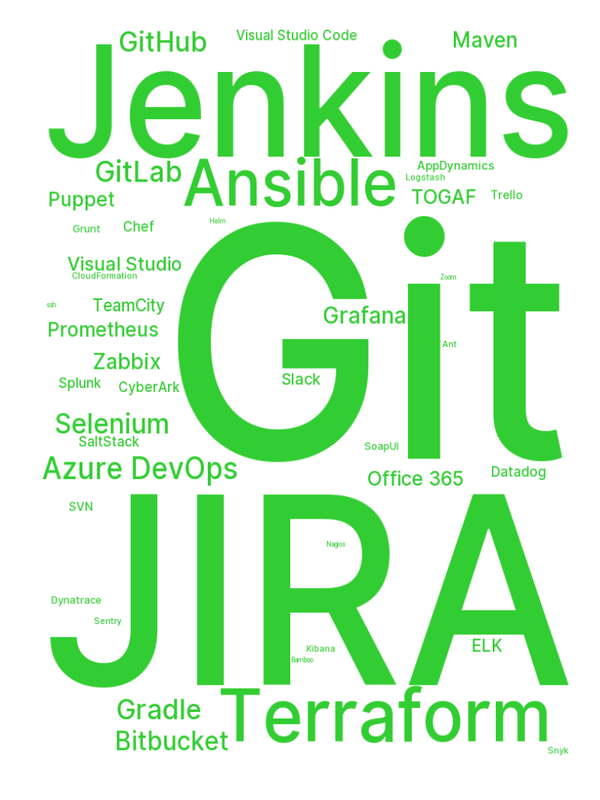 GitHub
Visual Studio Code
Maven
Jenkins
GitLab
Ansible
AppDynamics
Logstash
Puppet
TOGAF
Trello
Grunt
Chef
Helm
Git
Visual Studio
CloudFormation
Zoom
ssh
TeamCity
Grafana
Prometheus
Ant
Zabbix
Slack
Splunk
CyberArk
Selenium
SaltStack
SoapUI
Azure DevOps
Office 365
Datadog
JIRA
SVN
Nagios
Dynatrace
Sentry
Kibana
ELK
Bamboo
Gradle
Terraform
Bitbucket
Snyk